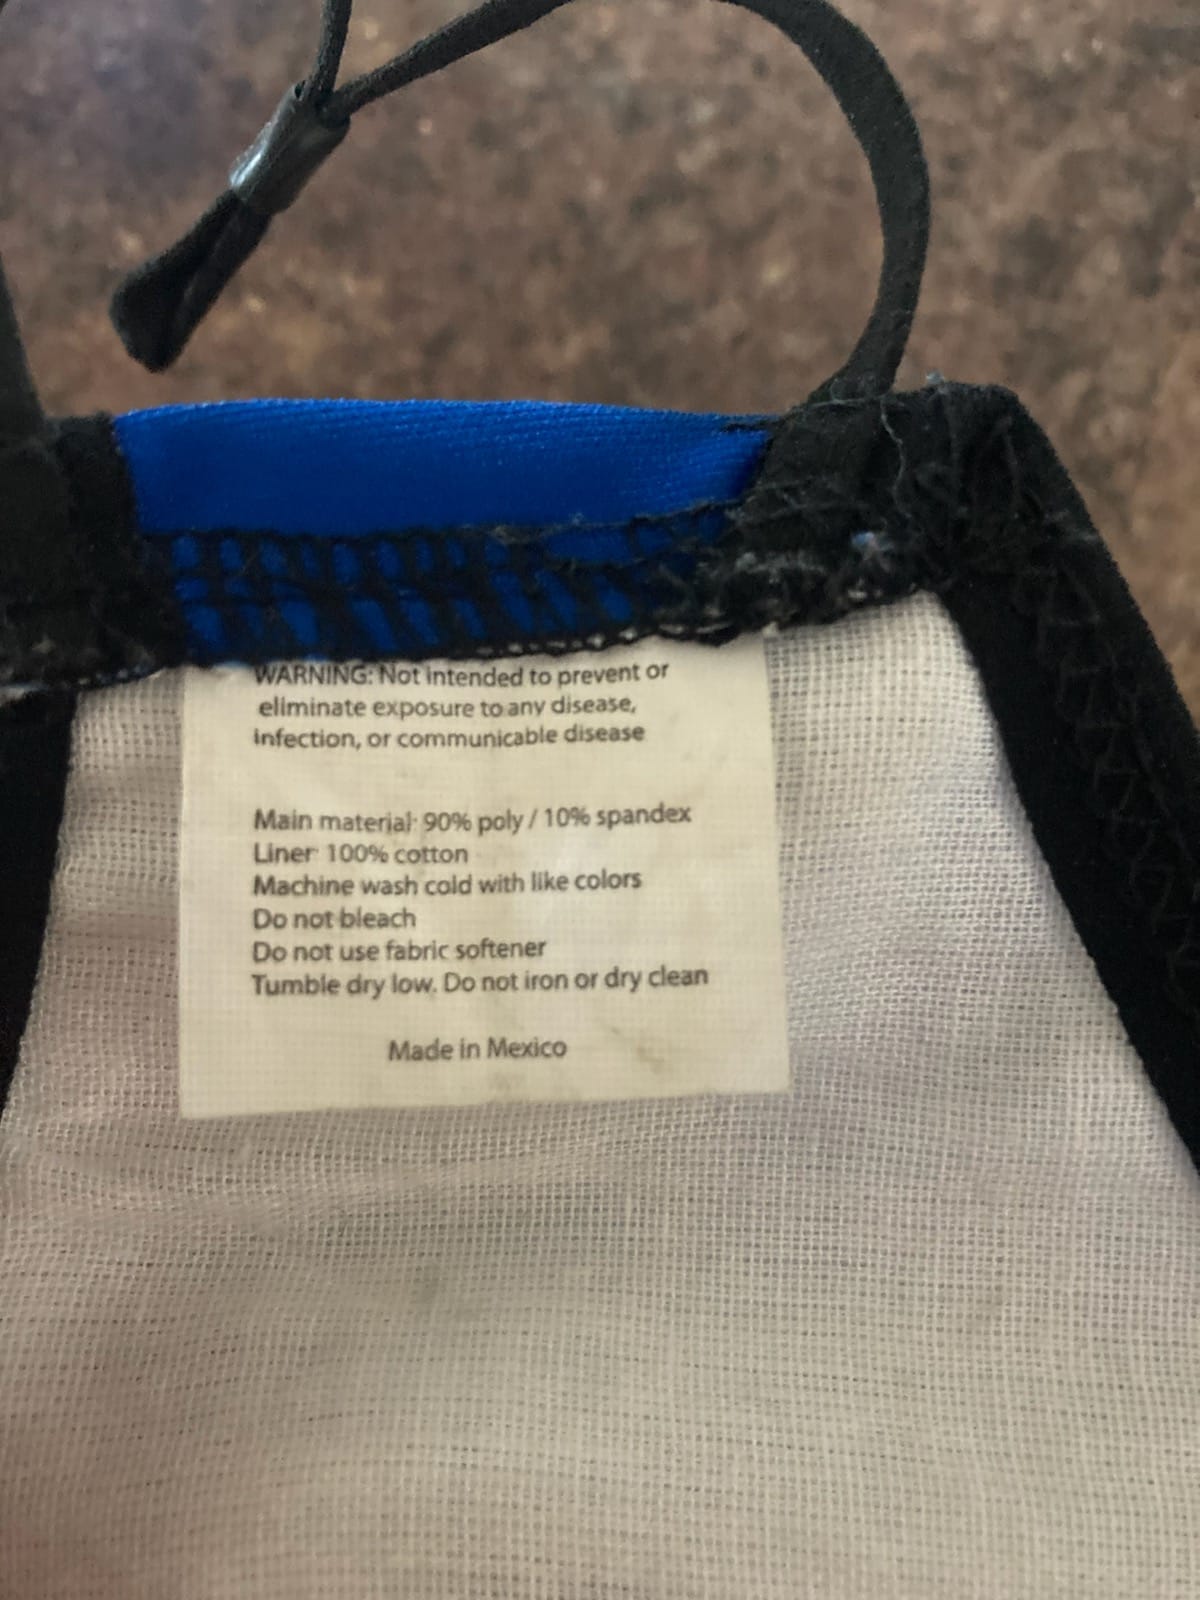 WARNING: Not intended to prevent or
eliminate exposure to any disease,
infection, or communicable disease
Main material: 90% poly / 10% spandex
Liner: 100% cotton
Machine wash cold with like colors
Do not bleach
Do not use fabric softener
Tumble dry low. Do not iron or dry clean
Made in Mexico